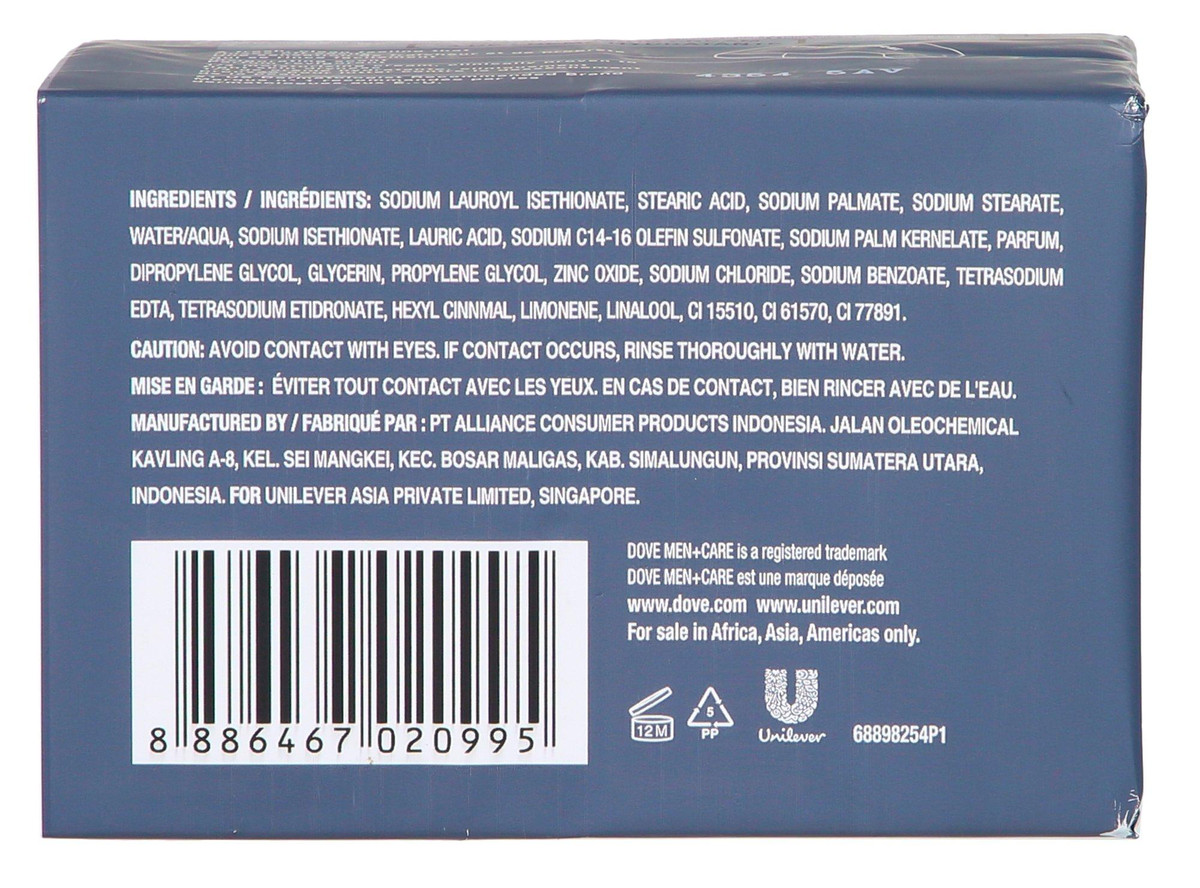 4364 5AV
INGREDIENTS / INGRÉDIENTS: SODIUM LAUROYL ISETHIONATE, STEARIC ACID, SODIUM PALMATE, SODIUM STEARATE,
WATER/AQUA, SODIUM ISETHIONATE, LAURIC ACID, SODIUM C14-16 OLEFIN SULFONATE, SODIUM PALM KERNELATE, PARFUM,
DIPROPYLENE GLYCOL, GLYCERIN, PROPYLENE GLYCOL, ZINC OXIDE, SODIUM CHLORIDE, SODIUM BENZOATE, TETRASODIUM
EDTA, TETRASODIUM ETIDRONATE, HEXYL CINNMAL, LIMONENE, LINALOOL, CI 15510, CI 61570, CI 77891.
CAUTION: AVOID CONTACT WITH EYES. IF CONTACT OCCURS, RINSE THOROUGHLY WITH WATER.
MISE EN GARDE : ÉVITER TOUT CONTACT AVEC LES YEUX. EN CAS DE CONTACT, BIEN RINCER AVEC DE L'EAU.
MANUFACTURED BY / FABRIQUÉ PAR : PT ALLIANCE CONSUMER PRODUCTS INDONESIA. JALAN OLEOCHEMICAL
KAVLING A-8, KEL. SEI MANGKEI, KEC. BOSAR MALIGAS, KAB. SIMALUNGUN, PROVINSI SUMATERA UTARA,
INDONESIA. FOR UNILEVER ASIA PRIVATE LIMITED, SINGAPORE.
8 886467 020995
DOVE MEN+CARE is a registered trademark
DOVE MEN+CARE est une marque déposée
www.dove.com www.unilever.com
For sale in Africa, Asia, Americas only.
12 M
5
PP
Unilever
68898254P1